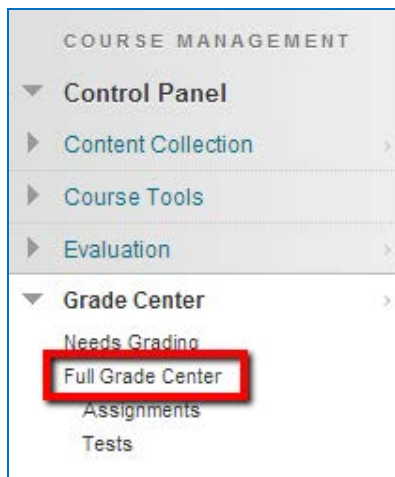 COURSE MANAGEMENT
Control Panel
Content Collection
Course Tools
Evaluation
Grade Center
Needs Grading
Full Grade Center
Assignments
Tests